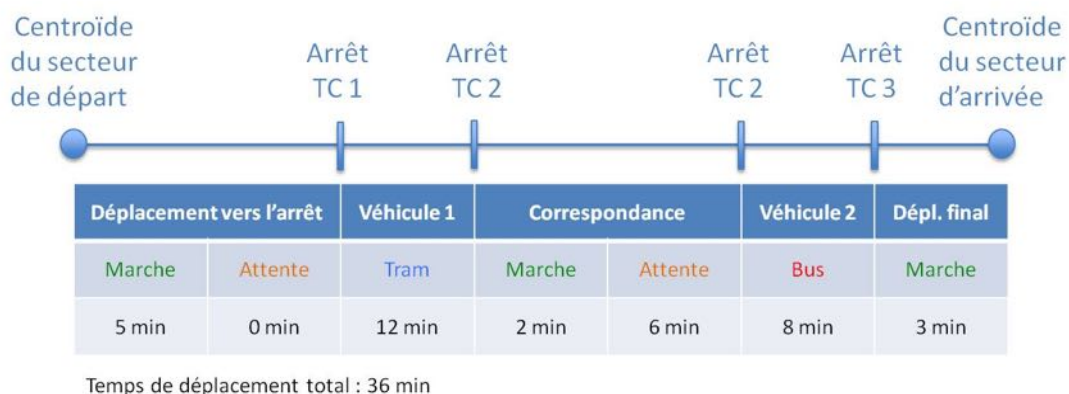 Centroïde
du secteur
de départ
Arrêt
TC 1
Arrêt
TC 2
Arrêt
TC 2
Arrêt
TC 3
Centroïde
du secteur
d'arrivée
Déplacement vers l'arrêt Véhicule 1 Correspondance Véhicule 2 Dépl. final
Marche Attente Tram Marche Attente Bus Marche
5 min 0 min 12 min 2 min 6 min 8 min 3 min
Temps de déplacement total : 36 min